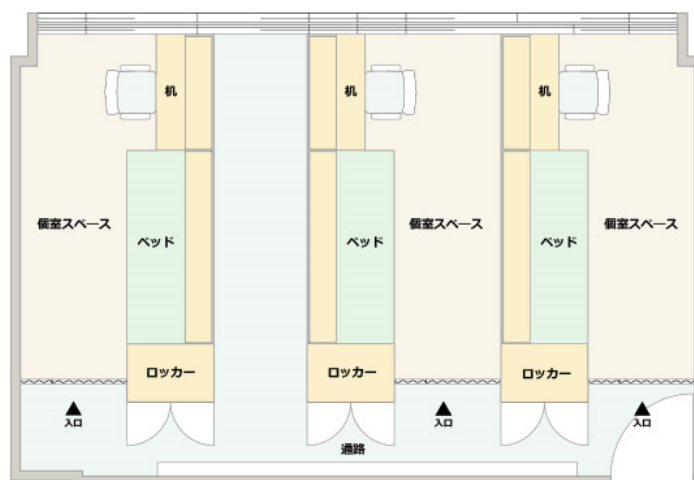 机
机
机
個室スペース
ベッド
ベッド
個室スペース
ベッド
個室スペース
ロッカー
ロッカー
ロッカー
▲
入口
▲
入口
▲
入口
通路